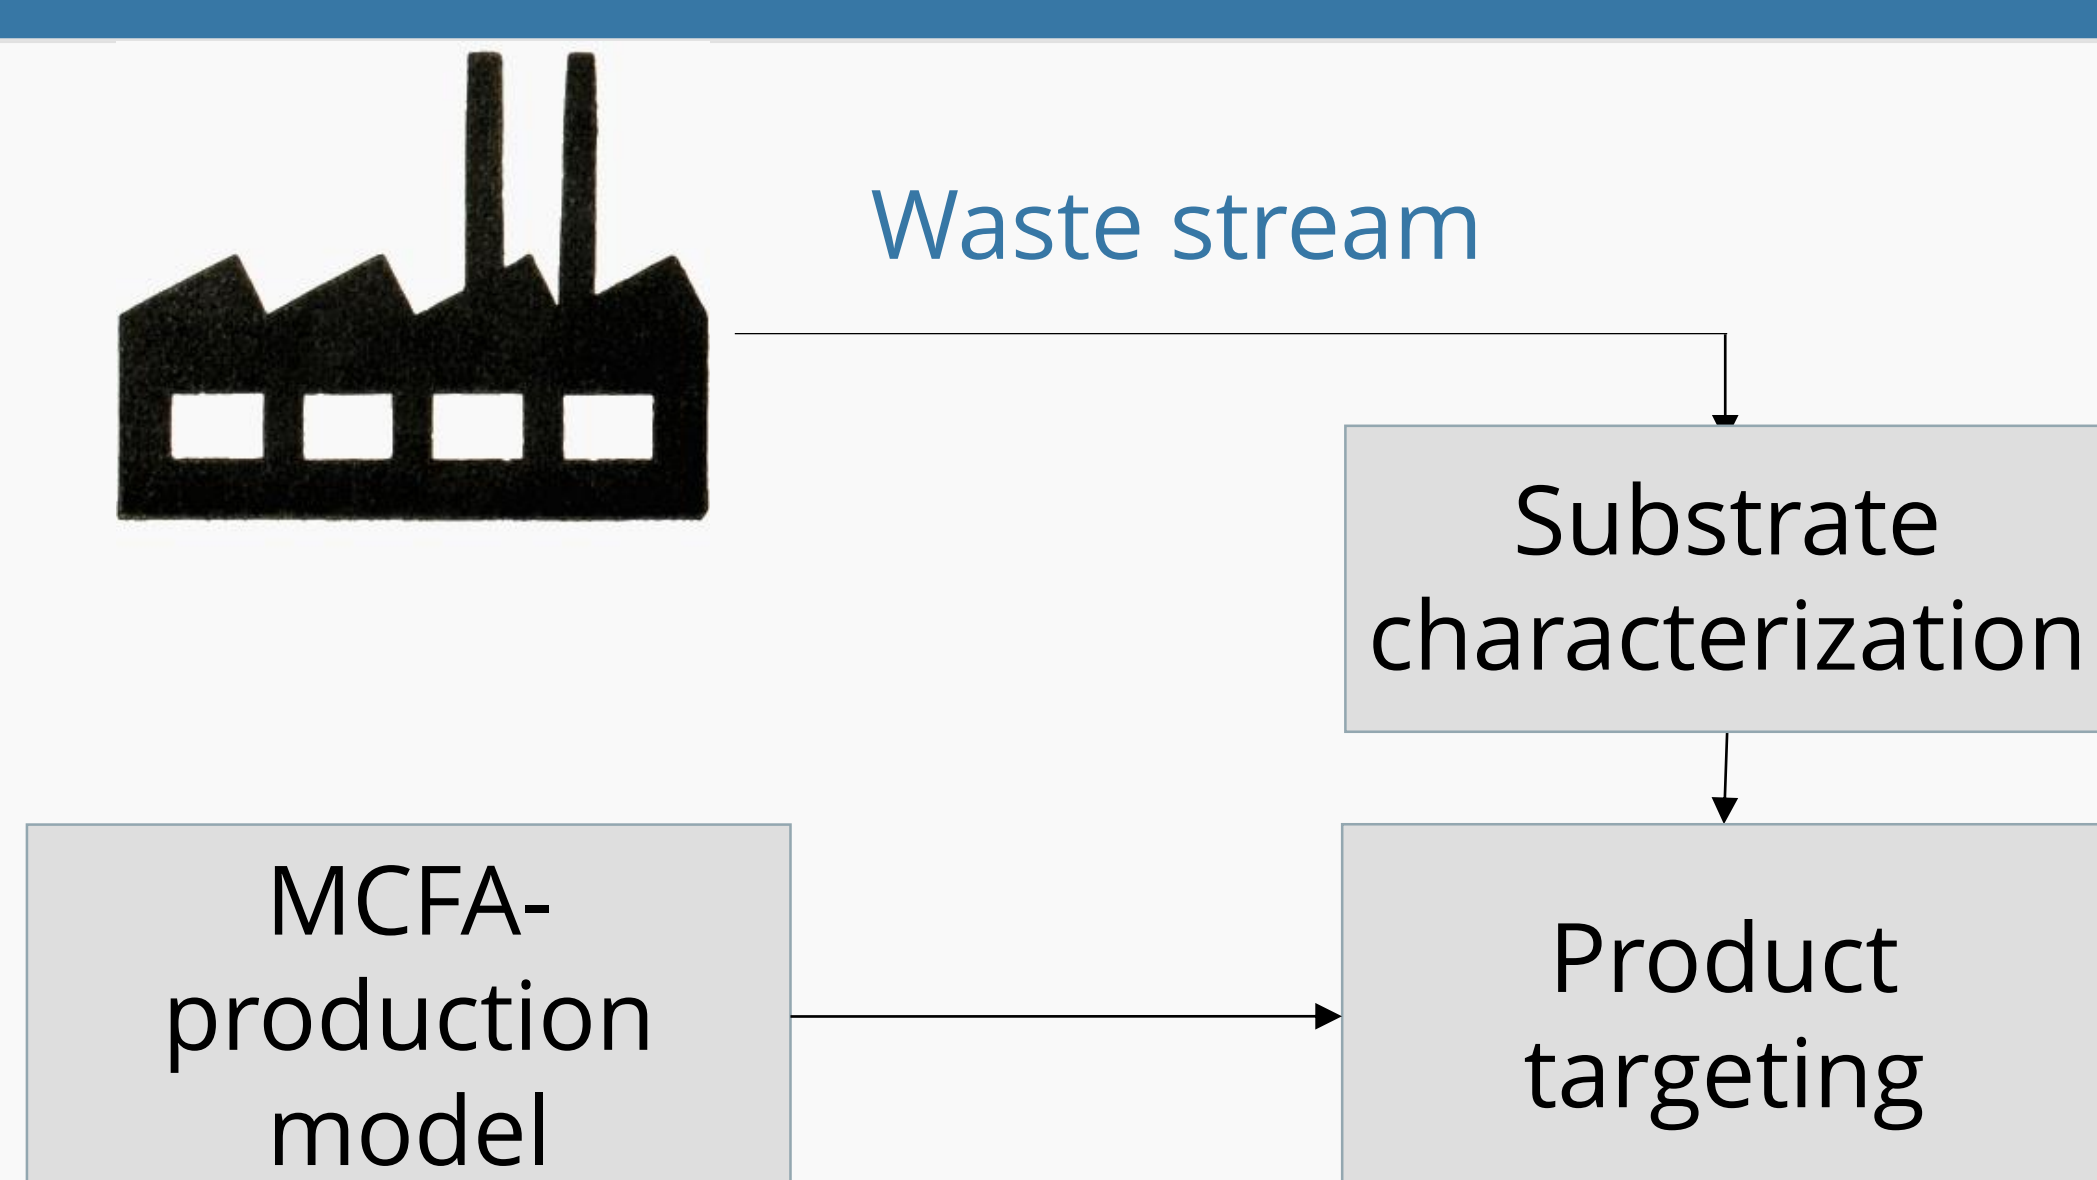 Waste stream
Substrate
characterization
MCFA-
production
model
Product
targeting